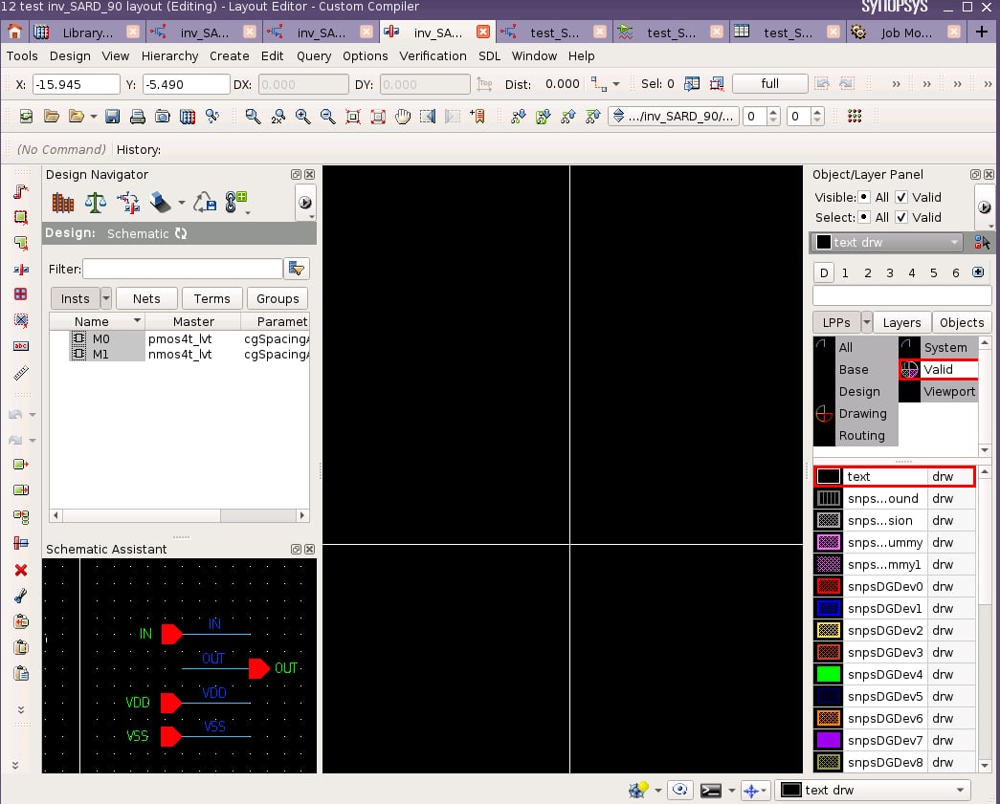 12 test inv_SARD_90 layout (Editing) - Layout Editor - Custom Compiler
SYNOPSYS
Library...
inv_SA...
inv_SA...
inv_SA...
test_S...
test_S...
test_S...
Job Mo...
Tools Design View Hierarchy Create Edit Query Options Verification SDL Window Help
X: -15.945 Y: -5.490 DX: 0.000 DY: 0.000 Top Dist: 0.000 Sel: 0 full
.../inv_SARD_90/... 0 0
(No Command) History:
Design Navigator
Design: Schematic
Filter:
Insts Nets Terms Groups
Name Master Paramet
M0 pmos4t_lvt cgSpacing
M1 nmos4t_lvt cgSpacing
abc
Schematic Assistant
IN IN
OUT OUT
VDD VDD
VSS VSS
Object/Layer Panel
Visible: All Valid
Select: All Valid
text drw
D 1 2 3 4 5 6
LPPs Layers Objects
All System
Base Valid
Design Viewport
Drawing
Routing
text drw
snps...ound drw
snps...sion drw
snps...ummy drw
snps...mmy1 drw
snpsDGDev0 drw
snpsDGDev1 drw
snpsDGDev2 drw
snpsDGDev3 drw
snpsDGDev4 drw
snpsDGDev5 drw
snpsDGDev6 drw
snpsDGDev7 drw
snpsDGDev8 drw
text drw